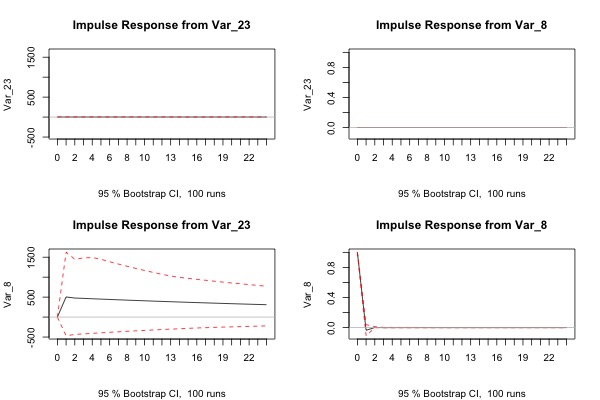 Impulse Response from Var_23
Var_23
-500 500 1500
0 2 4 6 8 10 13 16 19 22
95 % Bootstrap CI, 100 runs
Impulse Response from Var_8
Var_23
0.0 0.4 0.8
0 2 4 6 8 10 13 16 19 22
95 % Bootstrap CI, 100 runs
Impulse Response from Var_23
Var_8
-500 500 1500
0 2 4 6 8 10 13 16 19 22
95 % Bootstrap CI, 100 runs
Impulse Response from Var_8
Var_8
0.0 0.4 0.8
0 2 4 6 8 10 13 16 19 22
95 % Bootstrap CI, 100 runs